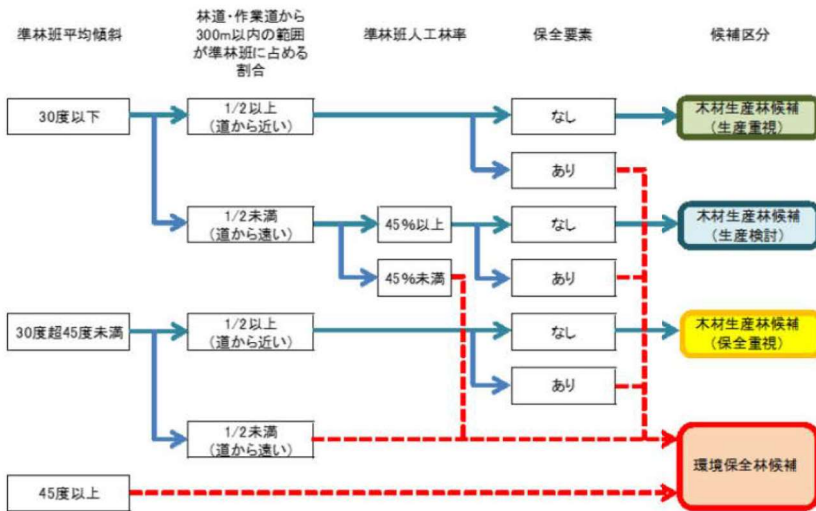 準林班平均傾斜
林道・作業道から
300m以内の範囲
が準林班に占める
割合
準林班人工林率
保全要素
候補区分
30度以下
1/2以上
(道から近い)
なし
木材生産林候補
(生産重視)
あり
1/2未満
(道から遠い)
45%以上
なし
木材生産林候補
(生産検討)
45%未満
あり
30度超45度未満
1/2以上
(道から近い)
なし
木材生産林候補
(保全重視)
あり
1/2未満
(道から遠い)
環境保全林候補
45度以上